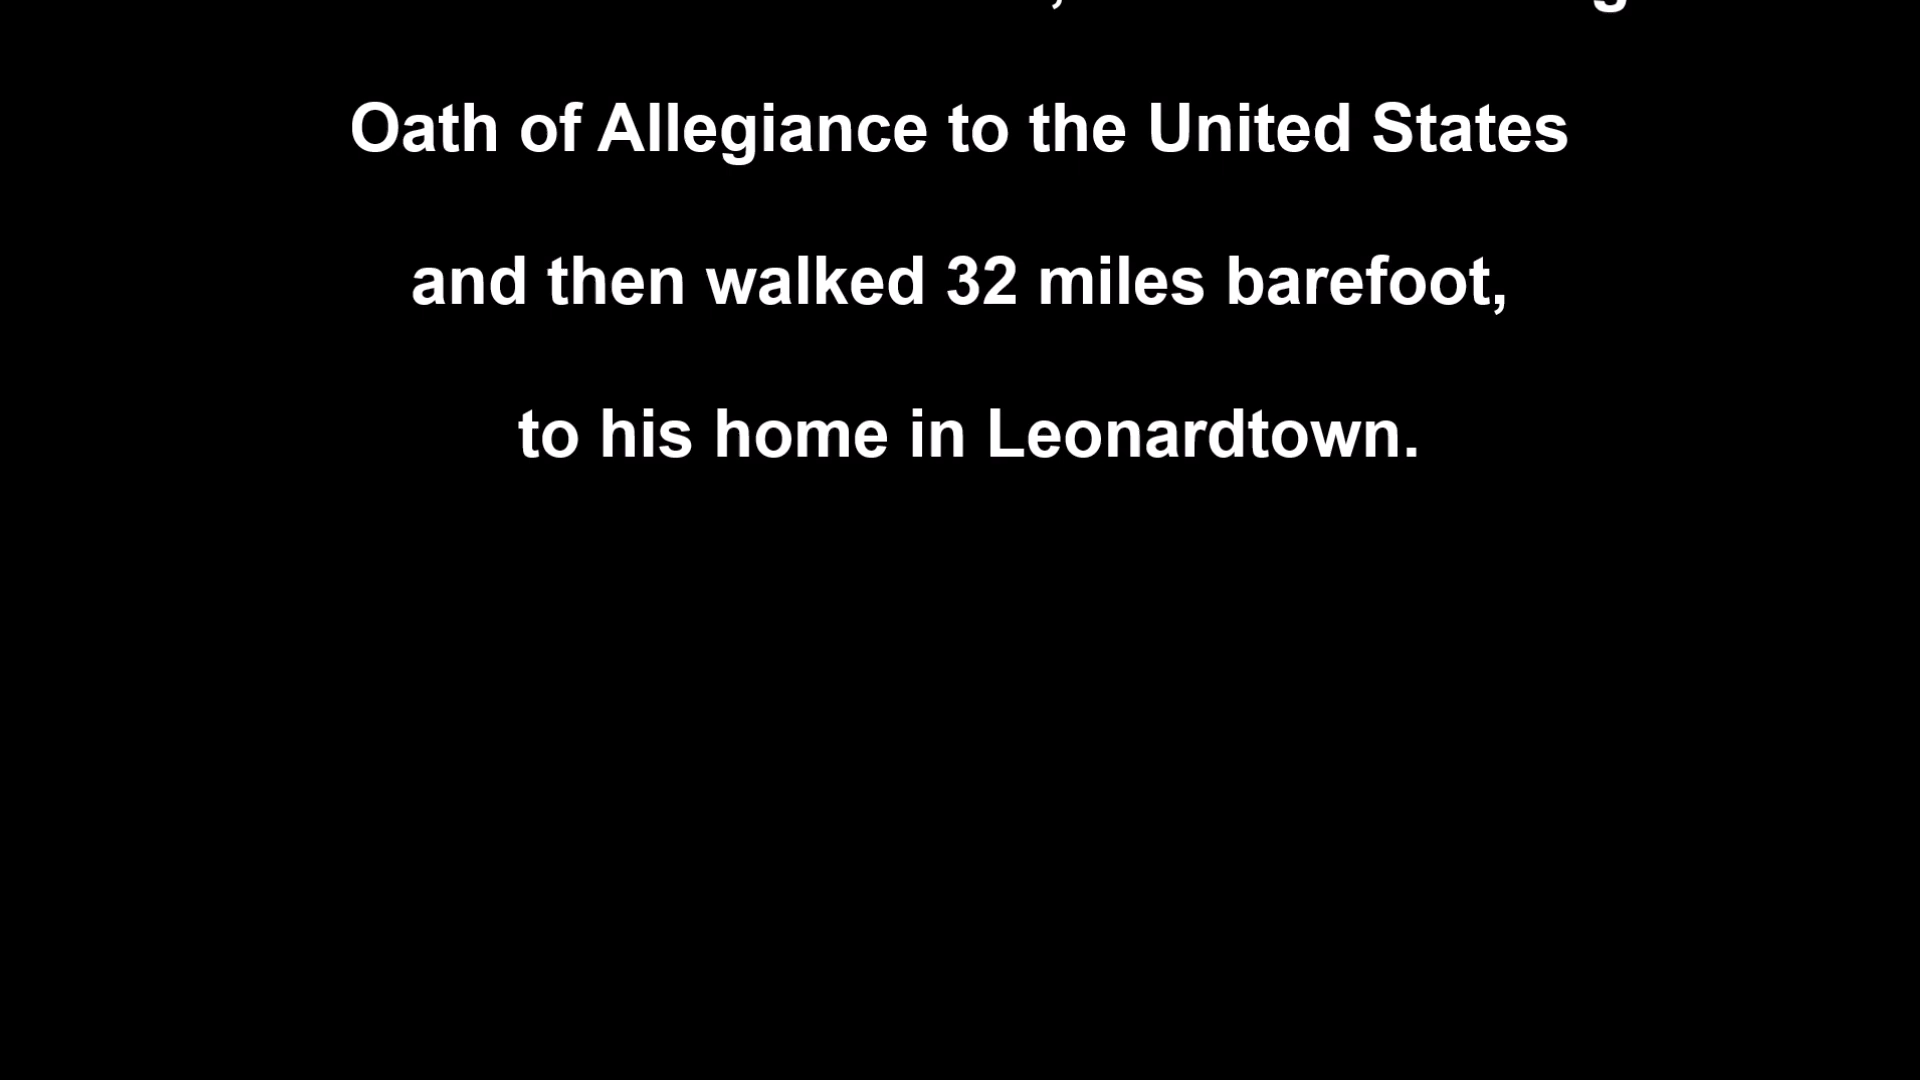 Oath of Allegiance to the United States
and then walked 32 miles barefoot,
to his home in Leonardtown.